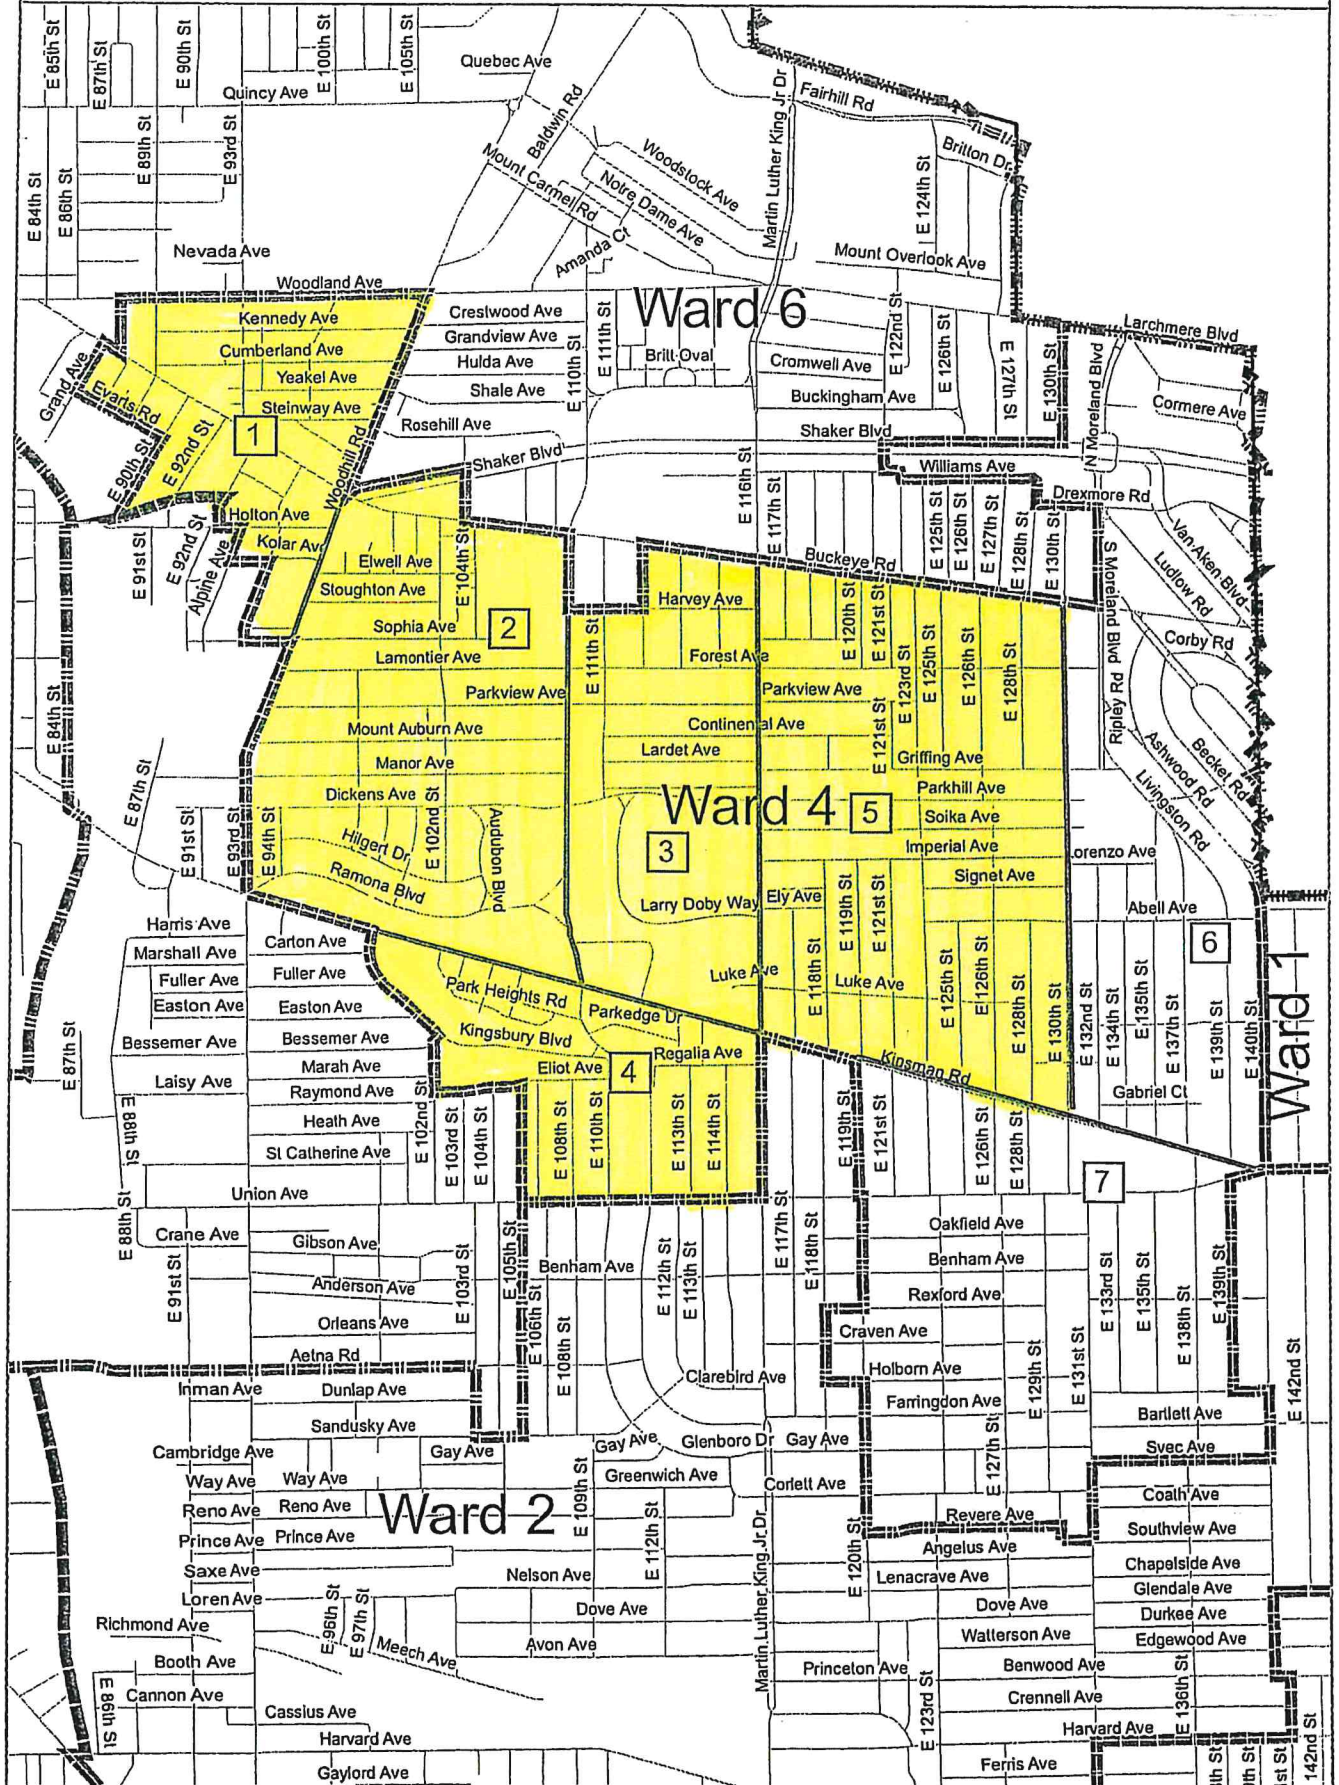 E 85th St
E 87th St
E 90th St
E 100th St
E 105th St
Quebec Ave
Quincy Ave
Baldwin Rd
Martin Luther King Jr Dr
Fairhill Rd
Britton Dr
E 84th St
E 86th St
E 89th St
E 93rd St
Mount Carmel Rd
Woodstock Ave
Notre Dame Ave
E 124th St
Nevada Ave
Amanda Ct
Mount Overlook Ave
Woodland Ave
Kennedy Ave
Crestwood Ave
Ward 6
E 122nd St
E 126th St
Larchmere Blvd
Cumberland Ave
Grandview Ave
E 110th St
E 111th St
Britt Oval
Cromwell Ave
E 127th St
E 130th St
N Moreland Blvd
Grand Ave
Yeakel Ave
Hulda Ave
Evarts Rd
Steinway Ave
Shale Ave
Buckingham Ave
Cormere Ave
1
Rosehill Ave
Shaker Blvd
E 90th St
E 92nd St
Woodhill Rd
Shaker Blvd
E 116th St
E 117th St
Williams Ave
Drexmore Rd
Holton Ave
Kolar Ave
E 91st St
E 92nd St
Alpine Ave
Elwell Ave
E 104th St
Buckeye Rd
E 125th St
E 126th St
E 127th St
E 128th St
E 130th St
S Moreland Blvd
Van Aken Blvd
Ludlow Rd
Stoughton Ave
Harvey Ave
Sophia Ave
2
E 111th St
E 120th St
E 121st St
E 123rd St
E 125th St
E 126th St
E 128th St
Corby Rd
Lamontier Ave
Forest Ave
Parkview Ave
Parkview Ave
Ripley Rd
E 84th St
Mount Auburn Ave
Continental Ave
E 121st St
Ashwood Rd
Becket Rd
Manor Ave
Lardet Ave
Griffing Ave
Livingston Rd
E 87th St
Dickens Ave
Ward 4
5
Parkhill Ave
E 91st St
E 93rd St
E 94th St
Hilgert Dr
E 102nd St
Audubon Blvd
Soika Ave
3
Imperial Ave
Ramona Blvd
Signet Ave
Larry Doby Way
Ely Ave
E 119th St
E 121st St
Abell Ave
Harris Ave
Carton Ave
6
Marshall Ave
Fuller Ave
Fuller Ave
Luke Ave
E 118th St
Luke Ave
E 125th St
E 126th St
E 128th St
E 130th St
E 132nd St
E 134th St
E 135th St
E 137th St
E 139th St
E 140th St
Ward 1
Easton Ave
Easton Ave
Park Heights Rd
Parkedge Dr
E 87th St
Bessemer Ave
Bessemer Ave
Kingsbury Blvd
Marah Ave
Eliot Ave
4
Regalia Ave
Kinsman Rd
Laisy Ave
Raymond Ave
Gabriel Ct
E 88th St
Heath Ave
E 102nd St
E 103rd St
E 104th St
E 108th St
E 110th St
E 113th St
E 114th St
E 119th St
E 121st St
E 126th St
E 128th St
St Catherine Ave
7
Union Ave
E 88th St
Crane Ave
Gibson Ave
E 103rd St
E 105th St
Benham Ave
E 112th St
E 113th St
E 117th St
E 118th St
Oakfield Ave
Benham Ave
E 133rd St
E 135th St
E 138th St
E 139th St
E 91st St
Anderson Ave
Rexford Ave
Orleans Ave
E 106th St
E 108th St
Craven Ave
Aetna Rd
Clarebird Ave
Holborn Ave
E 129th St
E 131st St
E 142nd St
Inman Ave
Dunlap Ave
Farringdon Ave
Sandusky Ave
Bartlett Ave
Cambridge Ave
Gay Ave
Gay Ave
Glenboro Dr
Gay Ave
E 127th St
Svec Ave
Way Ave
Way Ave
E 109th St
Greenwich Ave
Corlett Ave
Reno Ave
Reno Ave
Ward 2
Coath Ave
E 112th St
Martin Luther King Jr Dr
E 120th St
Revere Ave
Prince Ave
Prince Ave
Angelus Ave
Southview Ave
Saxe Ave
Nelson Ave
Lenacrave Ave
Chapelside Ave
Glendale Ave
Loren Ave
E 96th St
E 97th St
Dove Ave
Dove Ave
Durkee Ave
Richmond Ave
Meech Ave
Avon Ave
Watterson Ave
Edgewood Ave
Booth Ave
Princeton Ave
Benwood Ave
E 86th St
Cannon Ave
E 123rd St
Crennell Ave
E 136th St
Cassius Ave
Harvard Ave
Harvard Ave
Gaylord Ave
Ferris Ave
142nd St